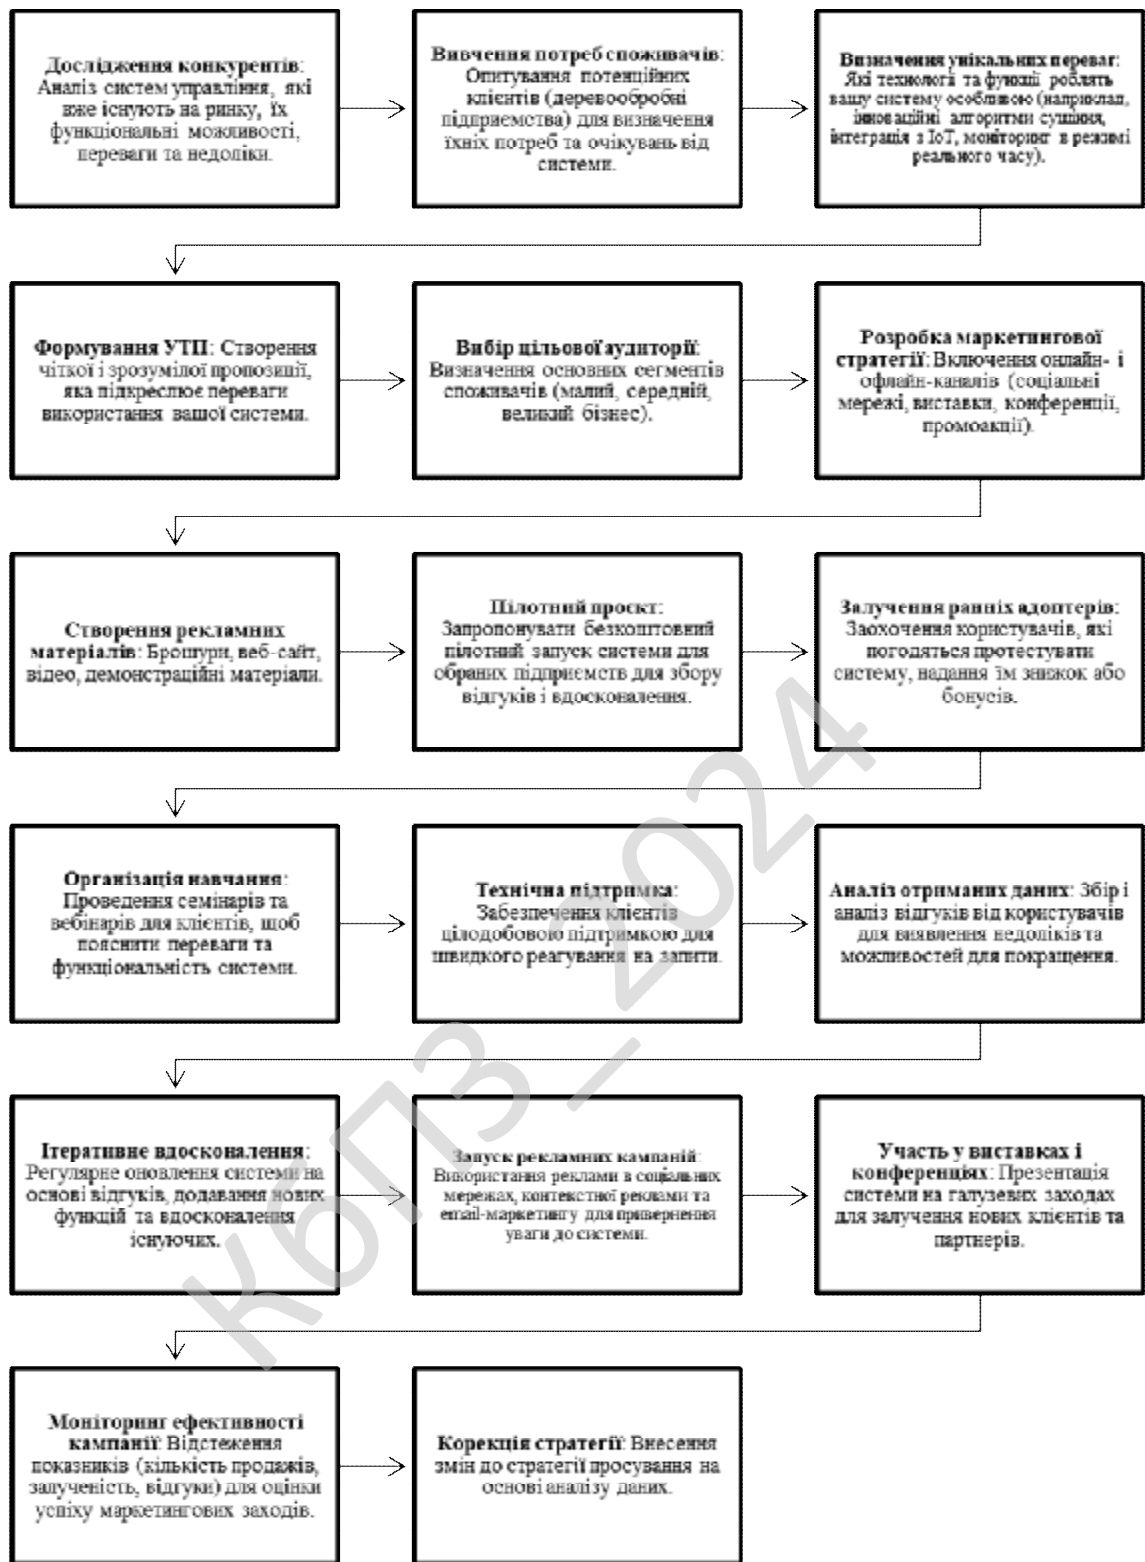 Дослідження конкурентів:
Аналіз систем управління, які
вже існують на ринку, їх
функціональні можливості,
переваги та недоліки.
Вивчення потреб споживачів:
Опитування потенційних
клієнтів (деревообробні
підприємства) для визначення
їхніх потреб та очікувань від
системи.
Визначення унікальних переваг:
Які технології та функції роблять
вашу систему особливою (наприклад,
інноваційні алгоритми сушіння,
інтеграція з IoT, моніторинг в режимі
реального часу).
Формування УТП: Створення
чіткої і зрозумілої пропозиції,
яка підкреслює переваги
використання вашої системи.
Вибір цільової аудиторії:
Визначення основних сегментів
споживачів (малий, середній,
великий бізнес).
Розробка маркетингової
стратегії: Включення онлайн- і
офлайн-каналів (соціальні
мережі, виставки, конференції,
промоакції).
Створення рекламних
матеріалів: Брошури, веб-сайт,
відео, демонстраційні матеріали.
Пілотний проєкт:
Запропонувати безкоштовний
пілотний запуск системи для
обраних підприємств для збору
відгуків і вдосконалення.
Залучення ранніх адоптерів:
Заохочення користувачів, які
погодяться протестувати
систему, надання їм знижок або
бонусів.
Організація навчання:
Проведення семінарів та
вебінарів для клієнтів, щоб
пояснити переваги та
функціональність системи.
Технічна підтримка:
Забезпечення клієнтів
цілодобовою підтримкою для
швидкого реагування на запити.
Аналіз отриманих даних: Збір і
аналіз відгуків від користувачів
для виявлення недоліків та
можливостей для покращення.
Ітеративне вдосконалення:
Регулярне оновлення системи на
основі відгуків, додавання нових
функцій та вдосконалення
існуючих.
Запуск рекламних кампаній:
Використання реклами в соціальних
мережах, контекстної реклами та
email-маркетингу для привернення
уваги до системи.
Участь у виставках і
конференціях: Презентація
системи на галузевих заходах
для залучення нових клієнтів та
партнерів.
Моніторинг ефективності
кампанії: Відстеження
показників (кількість продажів,
залученість, відгуки) для оцінки
успіху маркетингових заходів.
Корекція стратегії: Внесення
змін до стратегії просування на
основі аналізу даних.
КбПЗ_2024